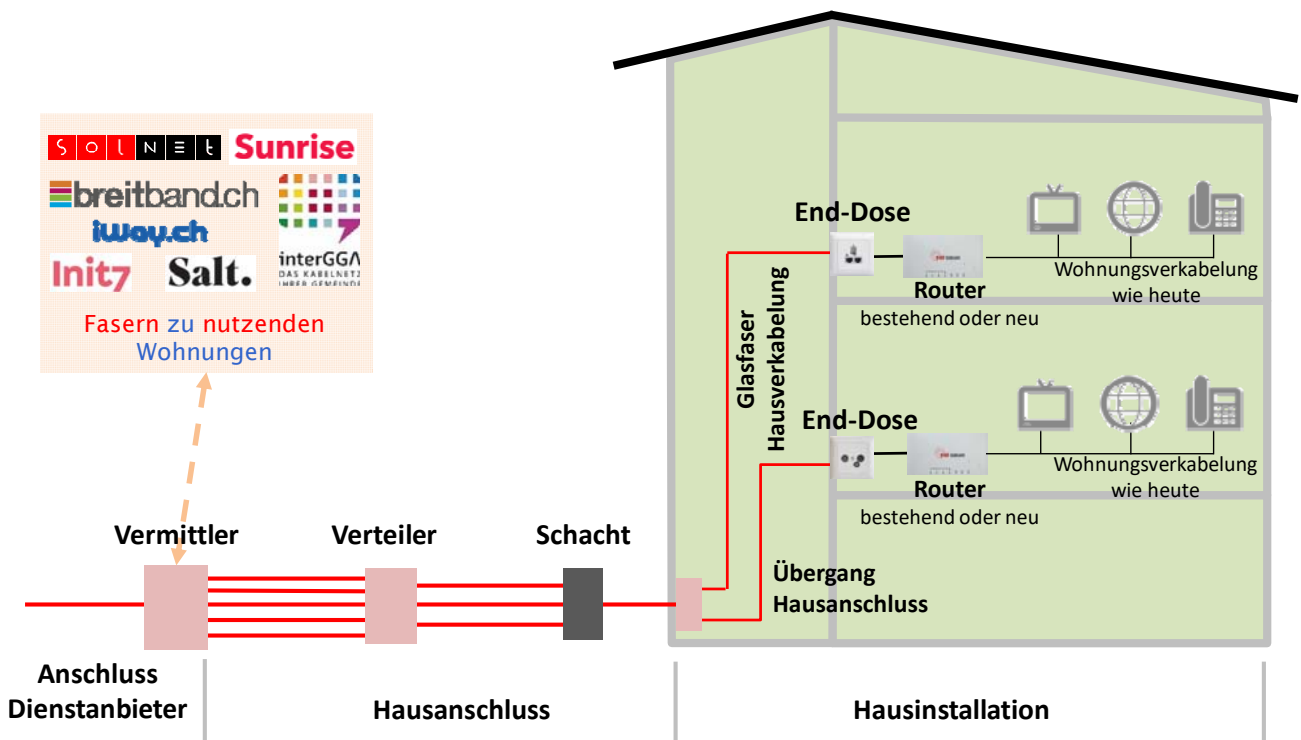 SOLNEt
Sunrise
breitband.ch
iway.ch
interGGA
DAS KABELNETZ
IHRER GEMEINDE
Init7
Salt.
Fasern zu nutzenden
Wohnungen
End-Dose
Router
bestehend oder neu
Wohnungsverkabelung
wie heute
Glasfaser
Hausverkabelung
End-Dose
Router
bestehend oder neu
Wohnungsverkabelung
wie heute
Vermittler
Verteiler
Schacht
Übergang
Hausanschluss
Anschluss
Dienstanbieter
Hausanschluss
Hausinstallation